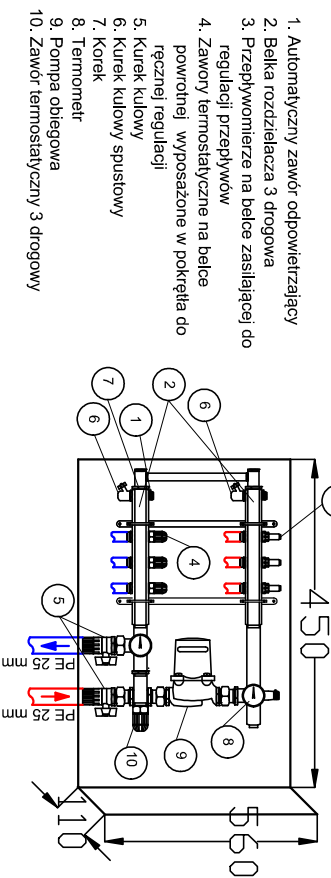 1. Automatyczny zawór odpowietrzający
2. Belka rozdzielacza 3 drogowa
3. Przepływomierze na belce zasilającej do
regulacji przepływów
4. Zawory termostatyczne na belce
powrotnej wyposażone w pokrętła do
ręcznej regulacji
5. Kurek kulowy
6. Kurek kulowy spustowy
7. Korek
8. Termometr
9. Pompa obiegowa
10. Zawór termostatyczny 3 drogowy
7
6
1
2
6
4
5
10
9
8
450
560
110
PE 25 mm
PE 25 mm